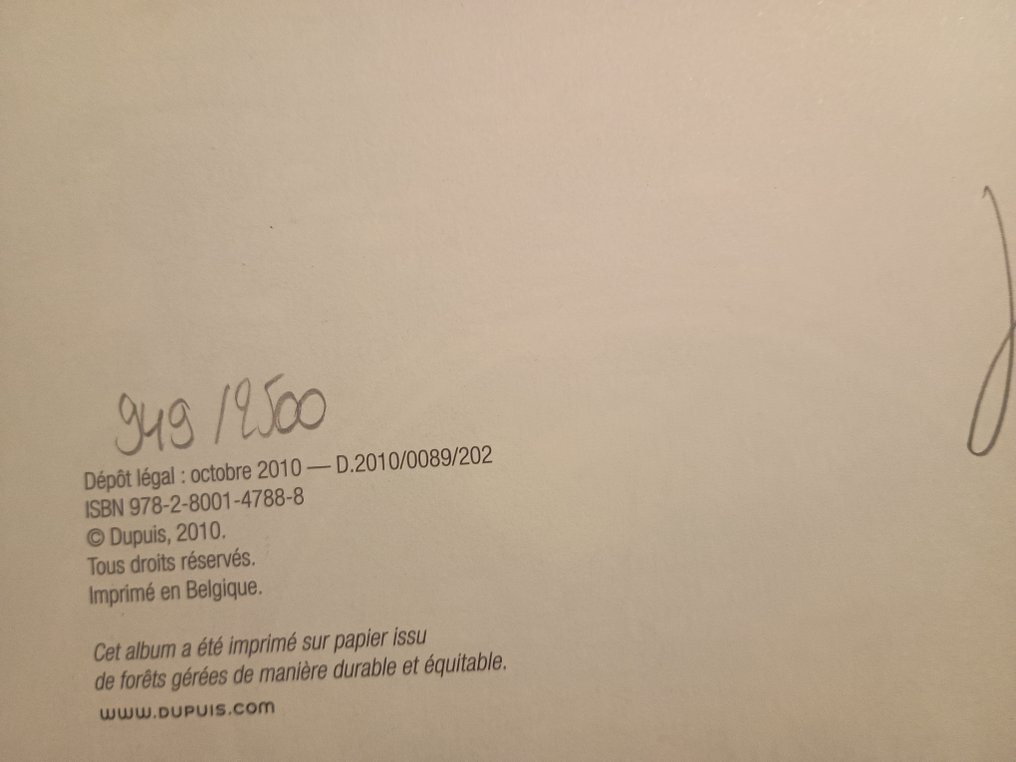 949 / 2500
Dépôt légal : octobre 2010 — D.2010/0089/202
ISBN 978-2-8001-4788-8
© Dupuis, 2010.
Tous droits réservés.
Imprimé en Belgique.
Cet album a été imprimé sur papier issu
de forêts gérées de manière durable et équitable.
www.DUPUIS.com